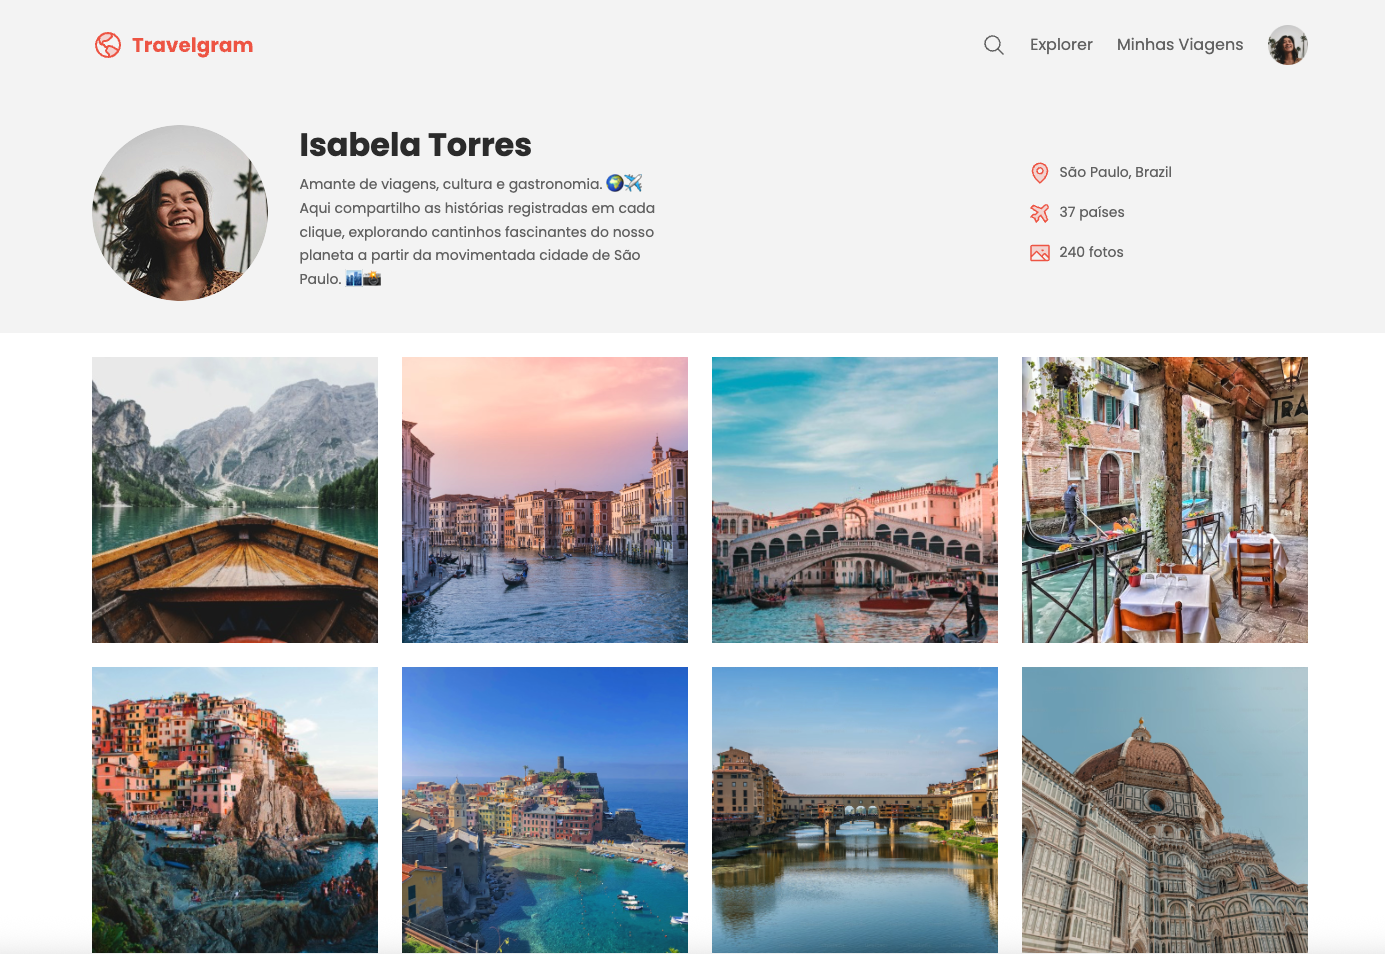 Travelgram
Explorer
Minhas Viagens
Isabela Torres
Amante de viagens, cultura e gastronomia. 🌍✈️
Aqui compartilho as histórias registradas em cada
clique, explorando cantinhos fascinantes do nosso
planeta a partir da movimentada cidade de São
Paulo. 🏙️📸
São Paulo, Brazil
37 países
240 fotos
TRA